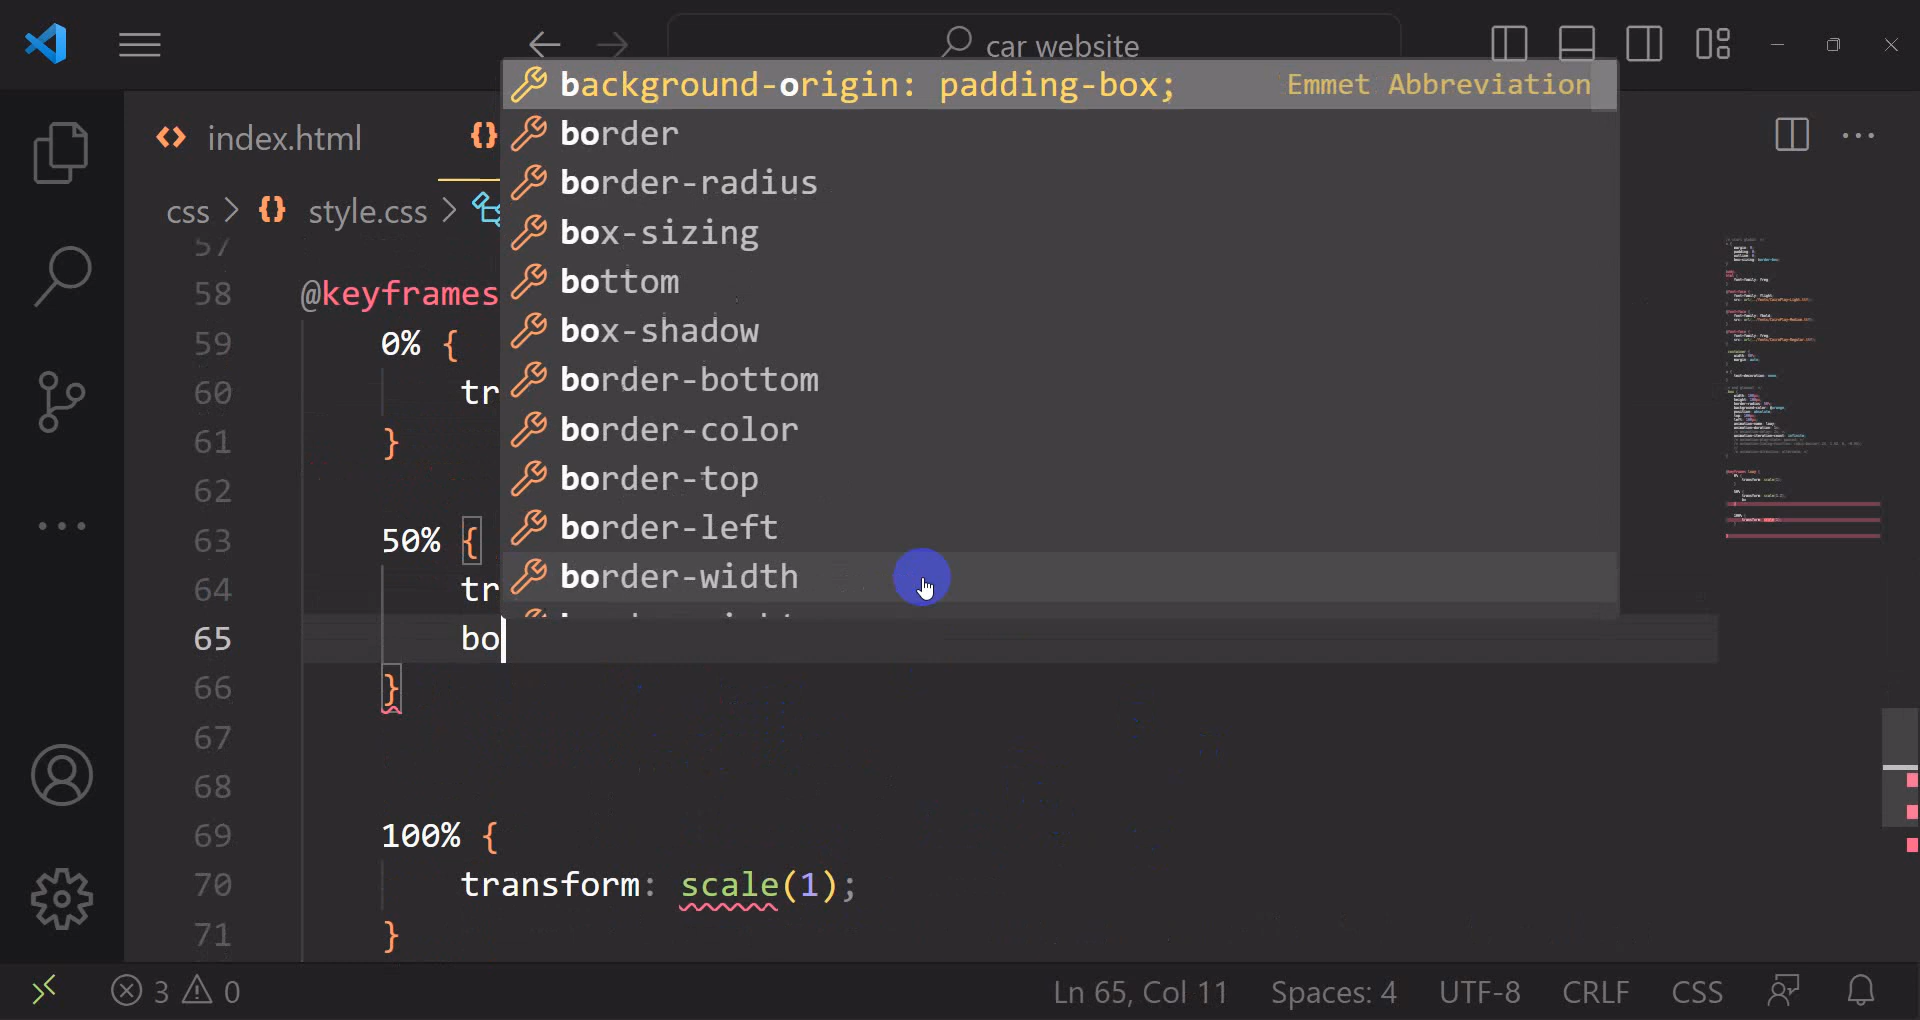 car website
background-origin: padding-box; Emmet Abbreviation
border
border-radius
box-sizing
bottom
box-shadow
border-bottom
border-color
border-top
border-left
border-width
<> index.html {}
css > {} style.css >
57
58 @keyframes
59 0% {
60 tr
61 }
62
63 50% {
64 tr
65 bo
66 }
67
68
69 100% {
70 transform: scale(1);
71 }
3 0 Ln 65, Col 11 Spaces: 4 UTF-8 CRLF CSS